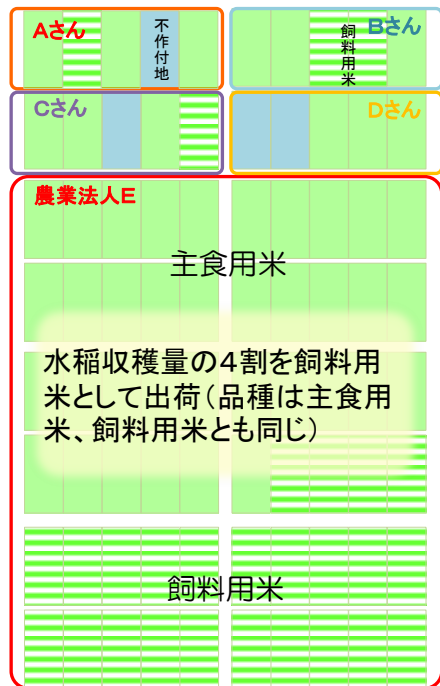 Aさん
不作付地
飼料用米
Bさん
Cさん
Dさん
農業法人E
主食用米
水稲収穫量の4割を飼料用
米として出荷(品種は主食用
米、飼料用米とも同じ)
飼料用米